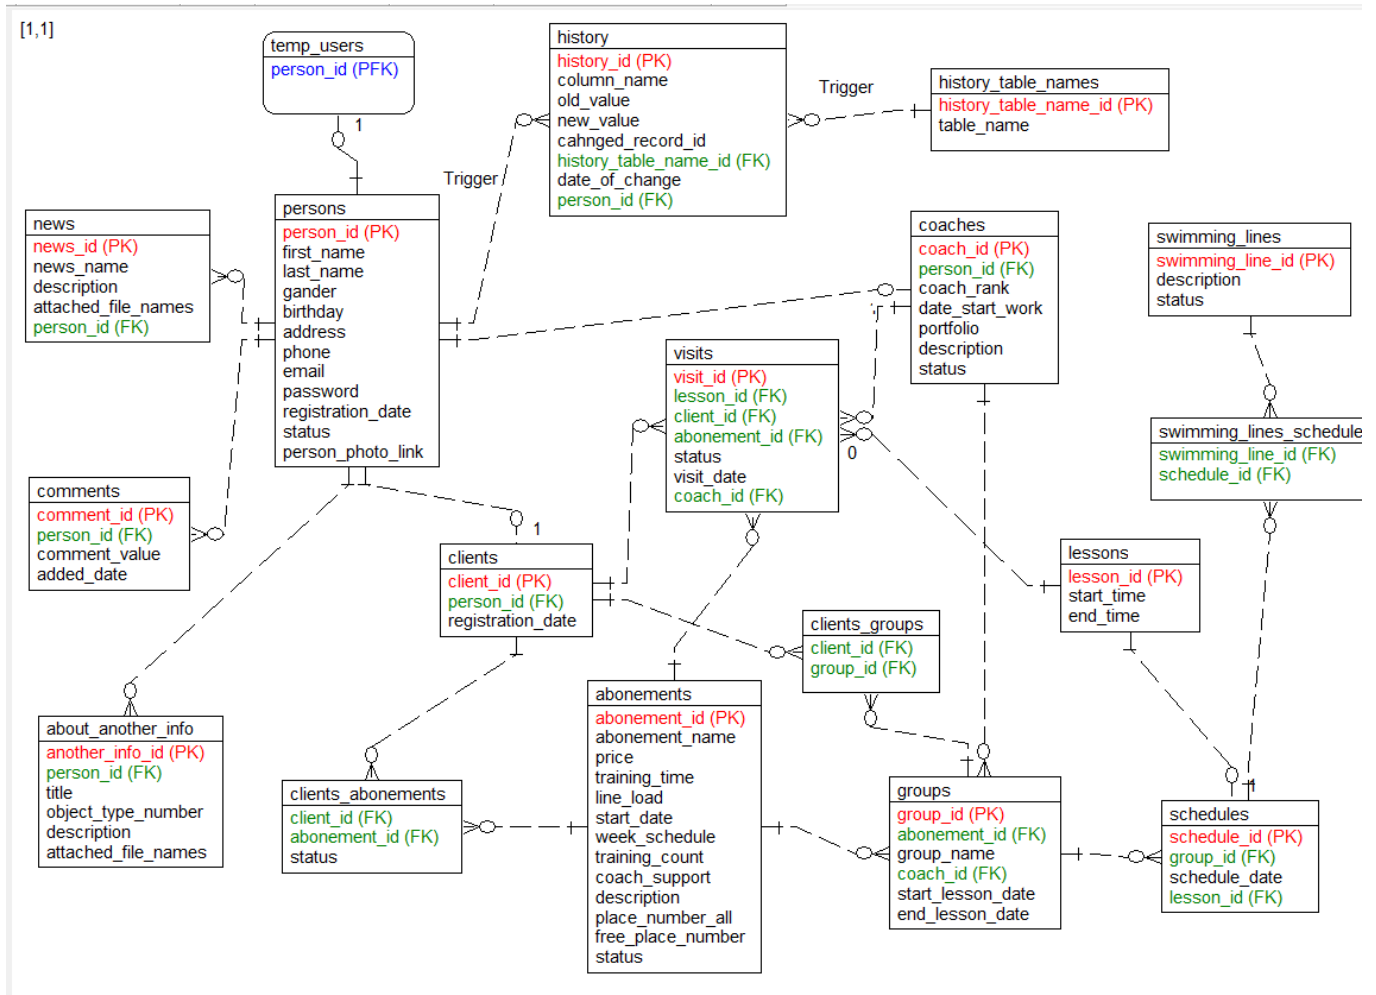 [1,1]
temp_users
person_id (PFK)
1
history
history_id (PK)
column_name
old_value
new_value
cahnged_record_id
history_table_name_id (FK)
date_of_change
person_id (FK)
Trigger
history_table_names
history_table_name_id (PK)
table_name
Trigger
news
news_id (PK)
news_name
description
attached_file_names
person_id (FK)
persons
person_id (PK)
first_name
last_name
gander
birthday
address
phone
email
password
registration_date
status
person_photo_link
coaches
coach_id (PK)
person_id (FK)
coach_rank
date_start_work
portfolio
description
status
swimming_lines
swimming_line_id (PK)
description
status
visits
visit_id (PK)
lesson_id (FK)
client_id (FK)
abonement_id (FK)
status
visit_date
coach_id (FK)
0
swimming_lines_schedule
swimming_line_id (FK)
schedule_id (FK)
comments
comment_id (PK)
person_id (FK)
comment_value
added_date
1
clients
client_id (PK)
person_id (FK)
registration_date
lessons
lesson_id (PK)
start_time
end_time
clients_groups
client_id (FK)
group_id (FK)
about_another_info
another_info_id (PK)
person_id (FK)
title
object_type_number
description
attached_file_names
clients_abonements
client_id (FK)
abonement_id (FK)
status
abonements
abonement_id (PK)
abonement_name
price
training_time
line_load
start_date
week_schedule
training_count
coach_support
description
place_number_all
free_place_number
status
groups
group_id (PK)
abonement_id (FK)
group_name
coach_id (FK)
start_lesson_date
end_lesson_date
schedules
schedule_id (PK)
group_id (FK)
schedule_date
lesson_id (FK)